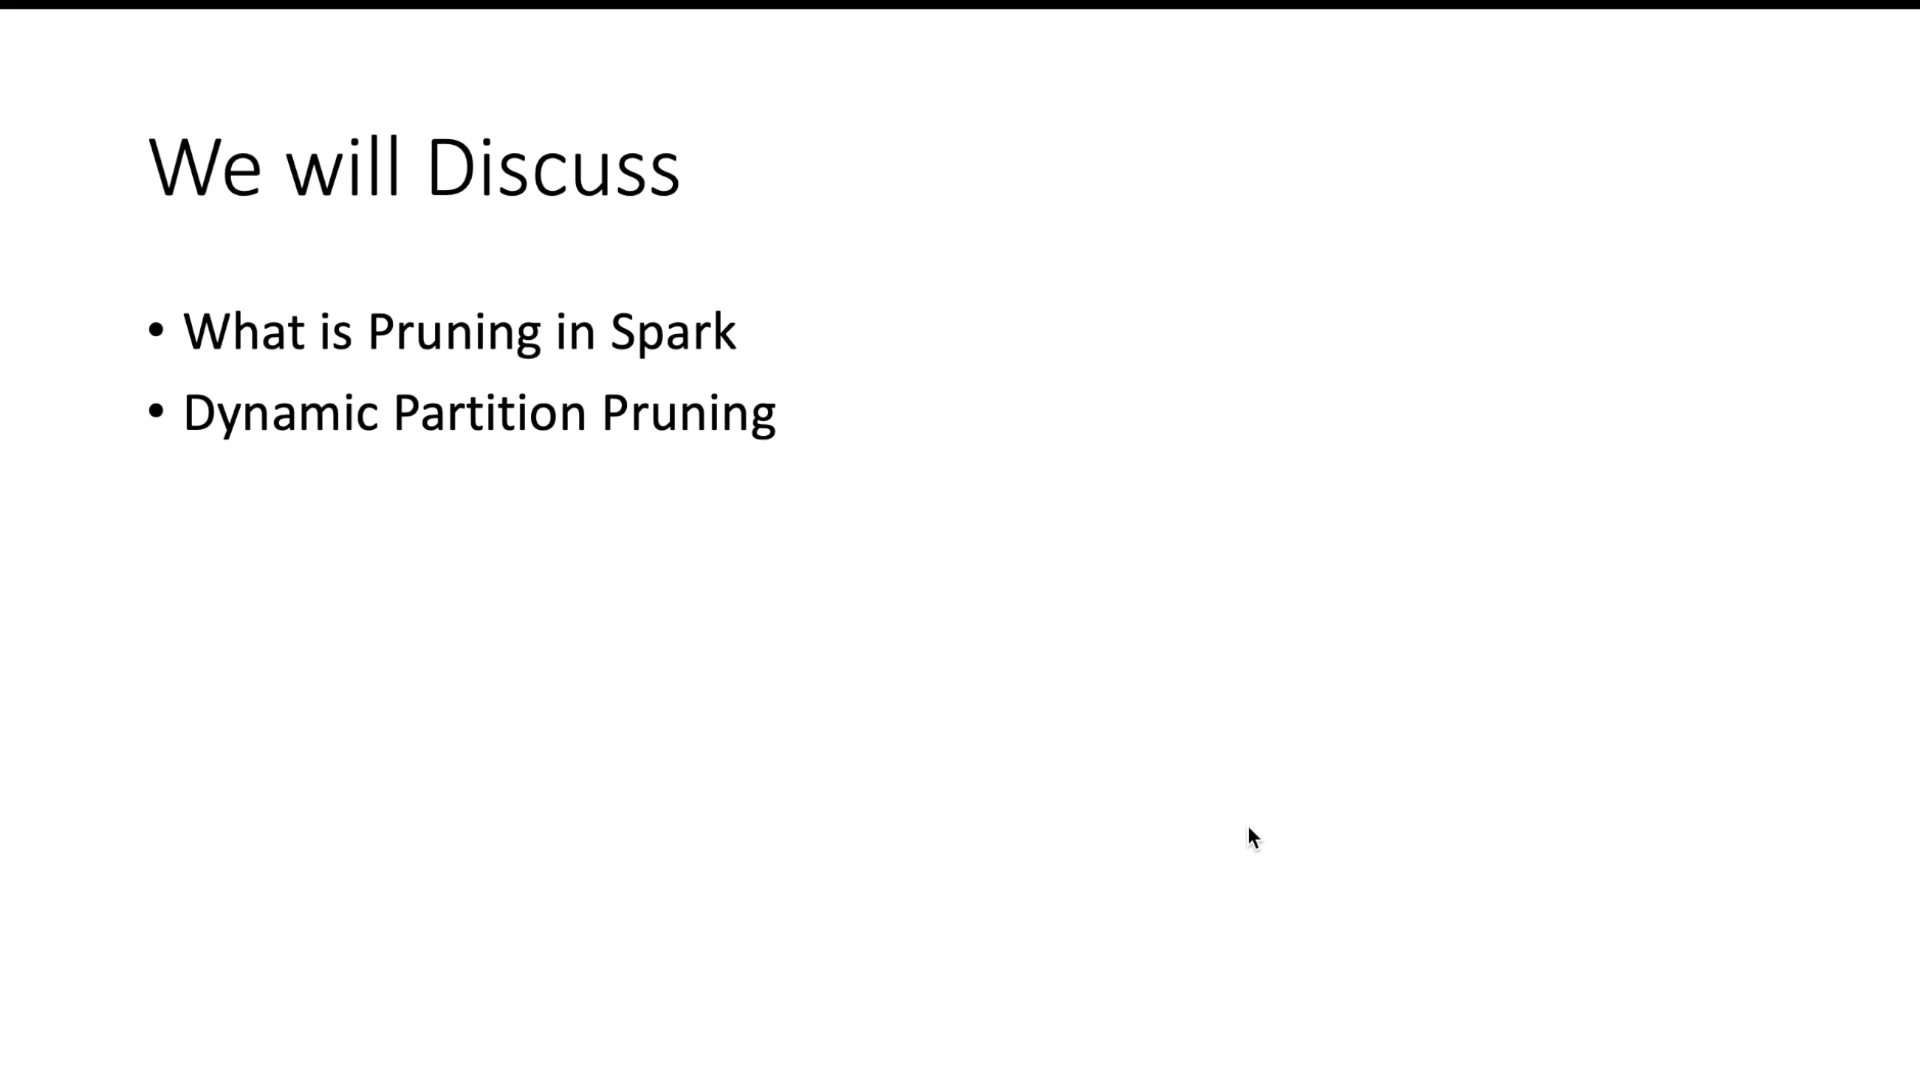 We will Discuss
• What is Pruning in Spark
• Dynamic Partition Pruning